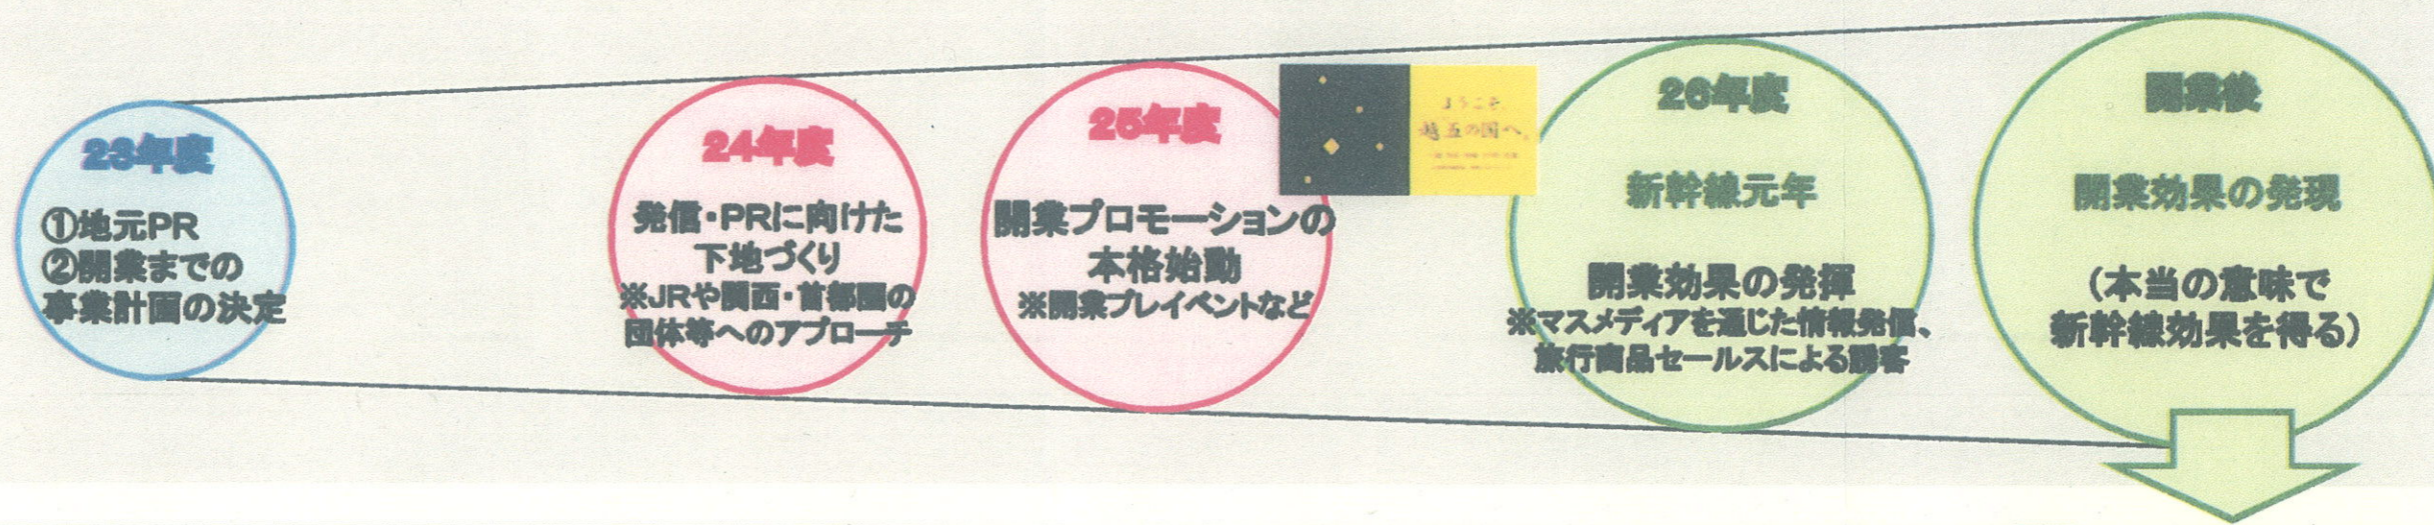 23年度
①地元PR
②開業までの
事業計画の決定
24年度
発信・PRに向けた
下地づくり
※JRや関西・首都圏の
団体等へのアプローチ
25年度
開業プロモーションの
本格始動
※開業プレイベントなど
ようこそ、
越五の国へ。
26年度
新幹線元年
開業効果の発揮
※マスメディアを通じた情報発信、
旅行商品セールスによる誘客
開業後
開業効果の発現
(本当の意味で
新幹線効果を得る)